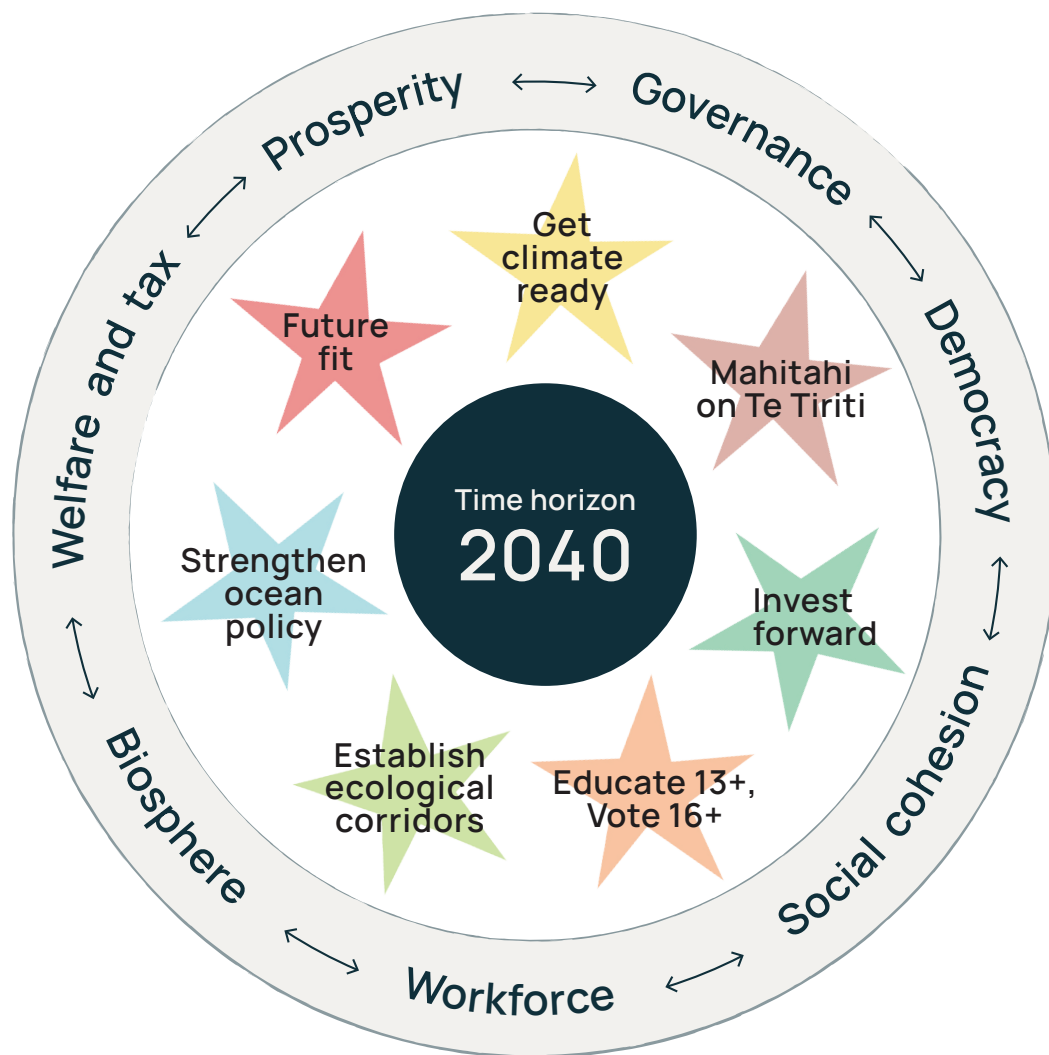 Prosperity
Governance
Democracy
Social cohesion
Workforce
Biosphere
Welfare and tax
Get
climate
ready
Mahitahi
on Te Tiriti
Invest
forward
Educate 13+,
Vote 16+
Establish
ecological
corridors
Strengthen
ocean
policy
Future
fit
Time horizon
2040